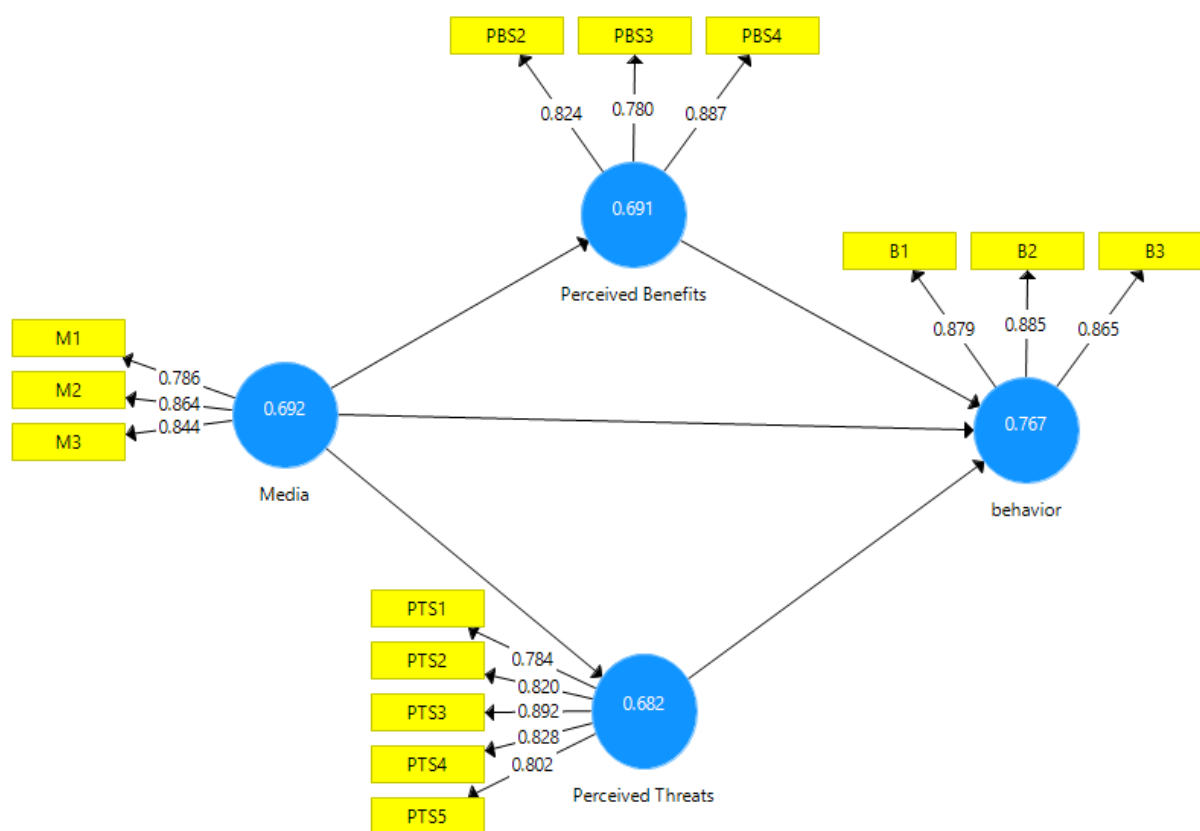 PBS2 PBS3 PBS4
0.824 0.780 0.887
0.691
Perceived Benefits
B1 B2 B3
0.879 0.885 0.865
0.767
behavior
M1
0.786
M2
0.864
M3
0.844
0.692
Media
PTS1
0.784
PTS2
0.820
PTS3
0.892
PTS4
0.828
PTS5
0.802
0.682
Perceived Threats